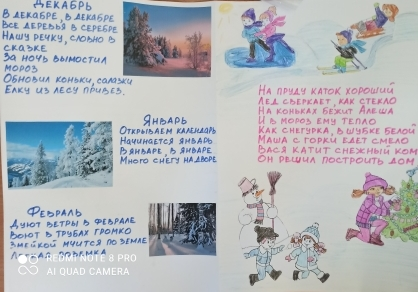 Декабрь
В декабре, в декабре
Все деревья в серебре
Нашу речку, словно в
сказке
За ночь вымостил
мороз
Обновил коньки, салазки
Елку из лесу привез.
Январь
Открываем календарь
Начинается январь
В январе, в январе
Много снегу на дворе
Февраль
Дуют ветры в феврале
Воют в трубах громко
Змейкой мчится по земле
На пруду каток хороший
Лед сверкает, как стекло
На коньках бежит Алеша
И в мороз ему тепло
Как снегурка, в шубке белой
Маша с горки едет смело
Вася катит снежный ком
Он решил построить дом
REDMI NOTE 8 PRO
AI QUAD CAMERA